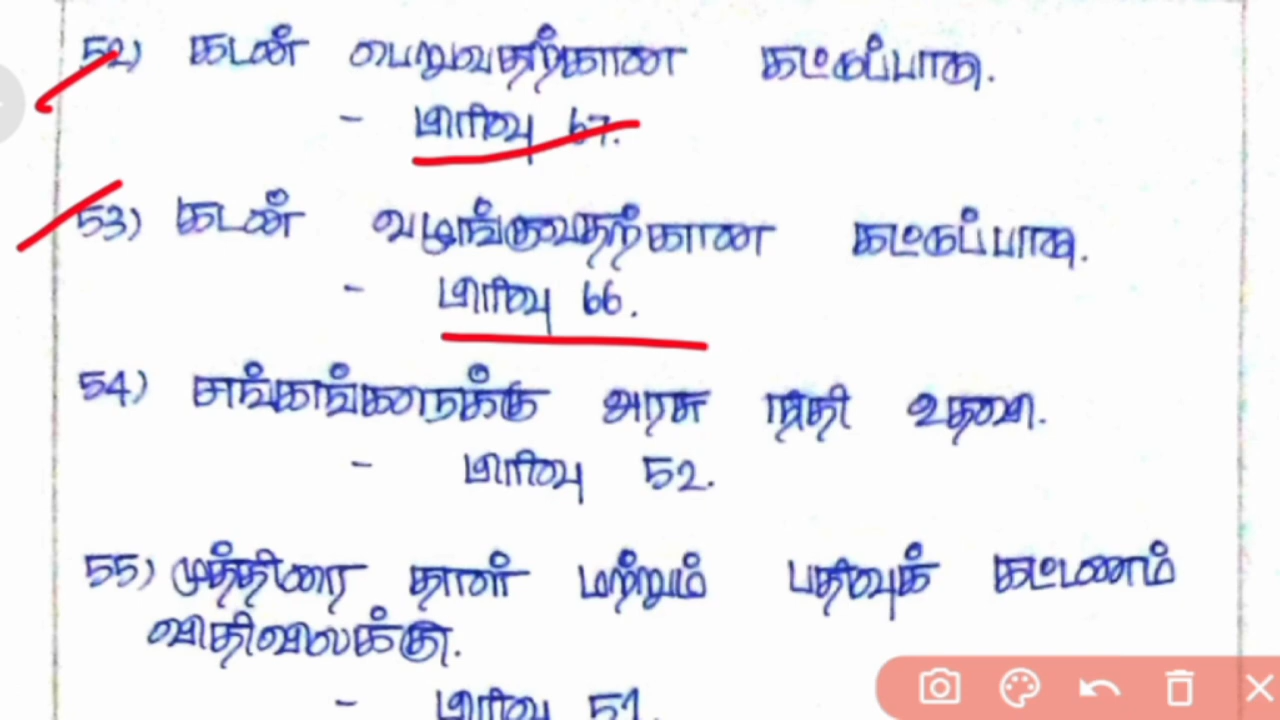 52) கடன் பெறுவதற்கான கட்டுப்பாடு.
- பிரிவு 67.
53) கடன் வழங்குவதற்கான கட்டுப்பாடு.
- பிரிவு 66.
54) சங்கங்களுக்கு அரசு நிதி உதவி.
- பிரிவு 52.
55) முத்திரை தாள் மற்றும் பதிவுக் கட்டணம்
விதிவிலக்கு.
- பிரிவு 51.